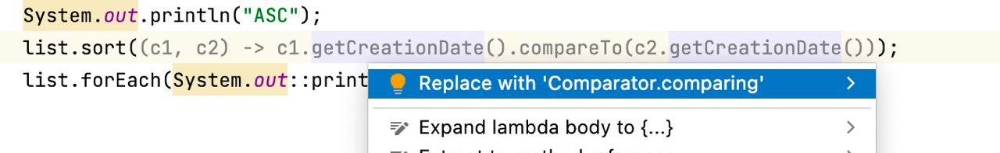 System.out.println("ASC");
list.sort((c1, c2) -> c1.getCreationDate().compareTo(c2.getCreationDate()));
list.forEach(System.out::print
Replace with 'Comparator.comparing'
Expand lambda body to {...}